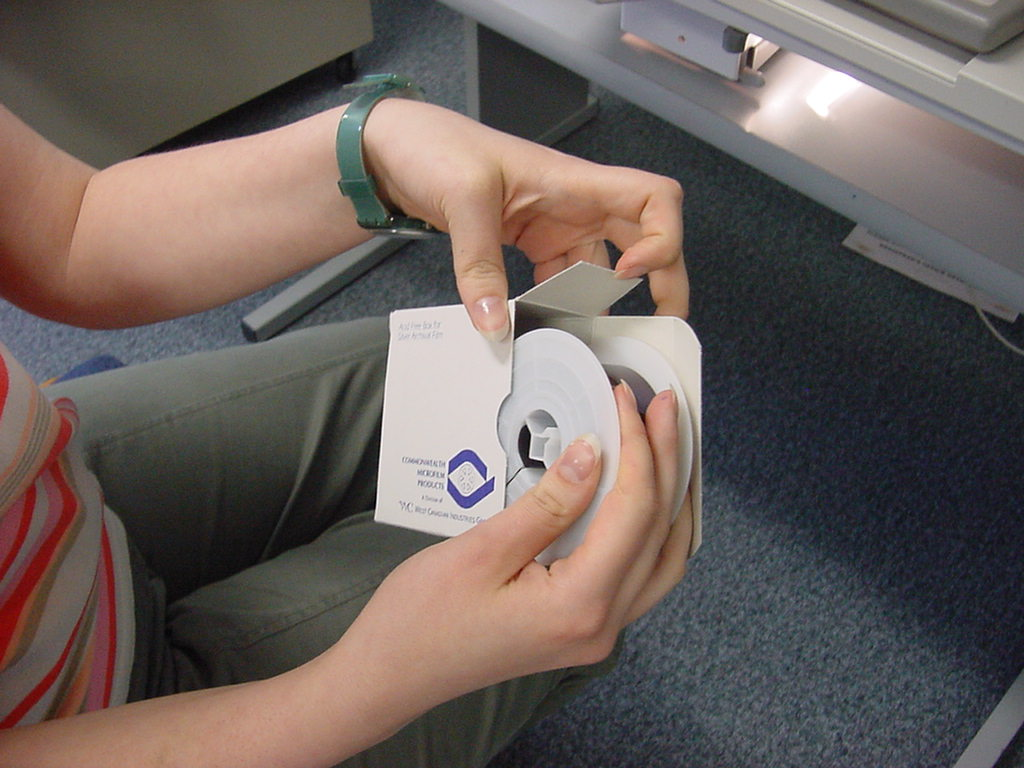 Acid Free Box for
Silver Archival Film
COMMONWEALTH
MICROFILM
PRODUCTS
A Division of
WC WEST CANADIAN INDUSTRIES